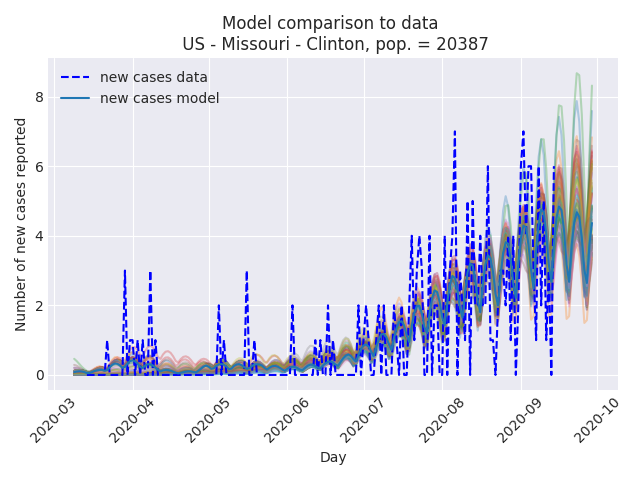 Model comparison to data
US - Missouri - Clinton, pop. = 20387
new cases data
new cases model
Number of new cases reported
8
6
4
2
0
2020-03
2020-04
2020-05
2020-06
2020-07
2020-08
2020-09
2020-10
Day